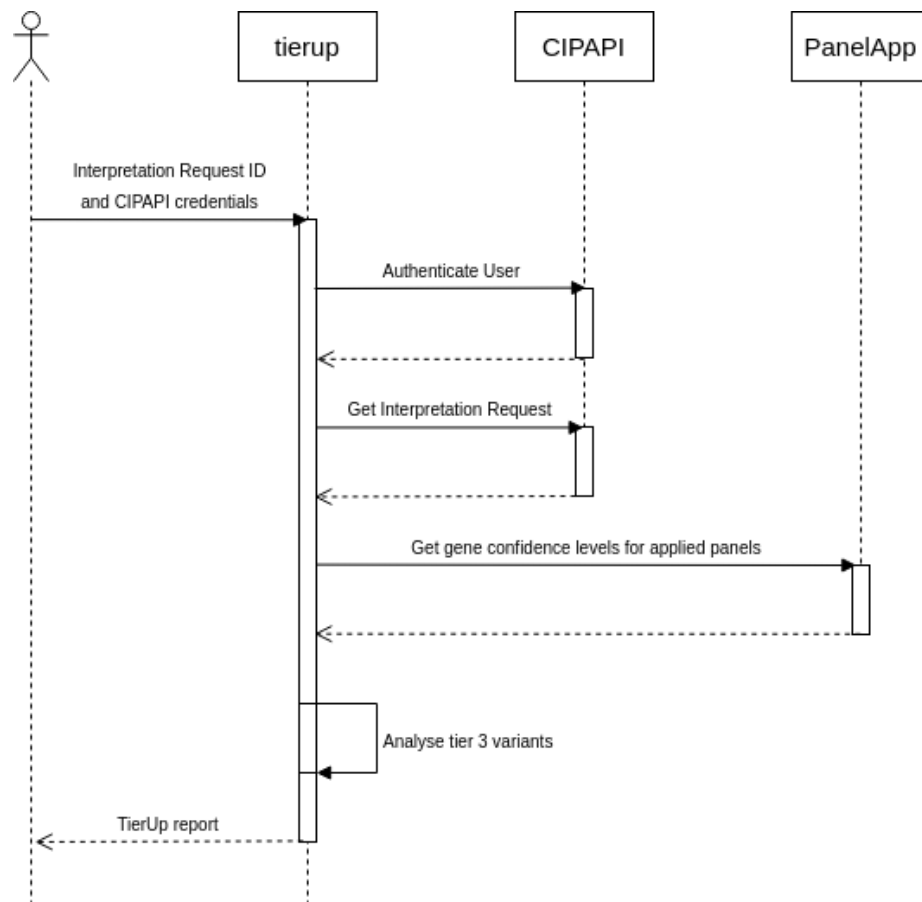 tierup
CIPAPI
PanelApp
Interpretation Request ID
and CIPAPI credentials
Authenticate User
Get Interpretation Request
Get gene confidence levels for applied panels
Analyse tier 3 variants
TierUp report